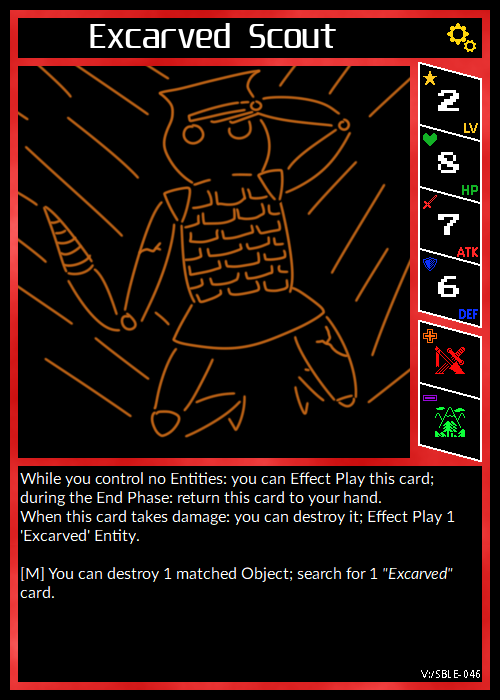 Excarved Scout
2
LV
8
HP
7
ATK
6
DEF
While you control no Entities: you can Effect Play this card;
during the End Phase: return this card to your hand.
When this card takes damage: you can destroy it; Effect Play 1
'Excarved' Entity.
[M] You can destroy 1 matched Object; search for 1 "Excarved"
card.
V:/SBLE-046